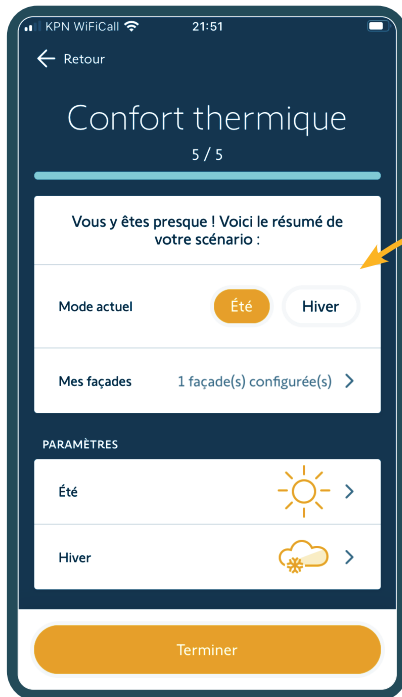 KPN WiFiCall 21:51
Retour
Confort thermique
5 / 5
Vous y êtes presque ! Voici le résumé de
votre scénario :
Mode actuel Été Hiver
Mes façades 1 façade(s) configurée(s)
PARAMÈTRES
Été
Hiver
Terminer